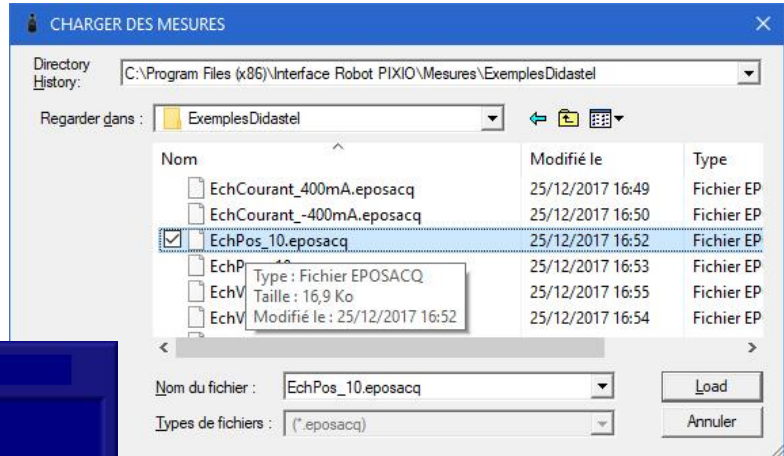 CHARGER DES MESURES
Directory History:
C:\Program Files (x86)\Interface Robot PIXIO\Mesures\ExemplesDidastel
Regarder dans : ExemplesDidastel
Nom Modifié le Type
EchCourant_400mA.eposacq 25/12/2017 16:49 Fichier EP
EchCourant_-400mA.eposacq 25/12/2017 16:50 Fichier EP
EchPos_10.eposacq 25/12/2017 16:52 Fichier EP
25/12/2017 16:53 Fichier EP
EchV 25/12/2017 16:55 Fichier EP
EchV 25/12/2017 16:54 Fichier EP
Type : Fichier EPOSACQ
Taille : 16,9 Ko
Modifié le : 25/12/2017 16:52
Nom du fichier : EchPos_10.eposacq Load
Types de fichiers : (*.eposacq) Annuler